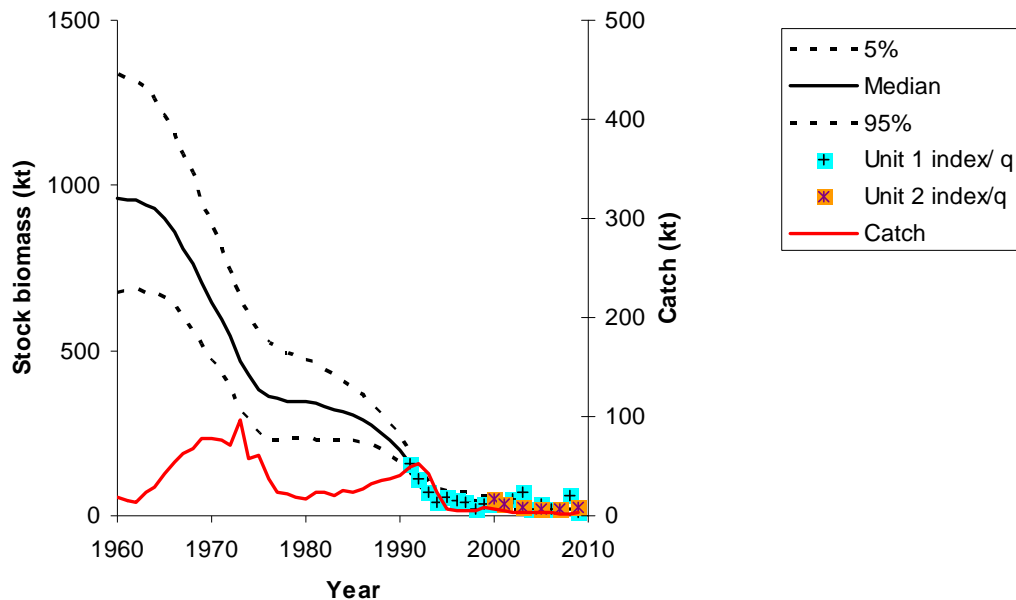 1500
1000
500
0
Stock biomass (kt)
500
400
300
200
100
0
Catch (kt)
1960 1970 1980 1990 2000 2010
Year
5%
Median
95%
Unit 1 index/ q
Unit 2 index/q
Catch